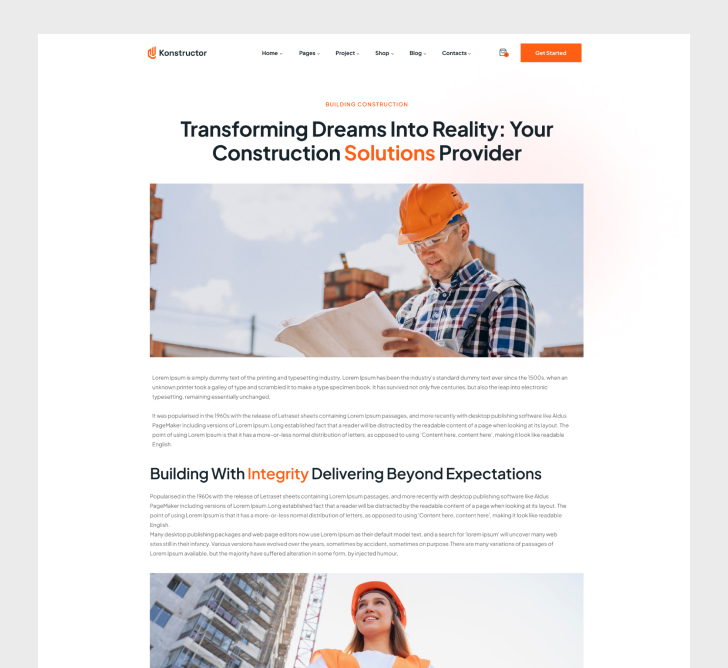 Konstructor
Home Pages Project Shop Blog Contacts
Get Started
BUILDING CONSTRUCTION
Transforming Dreams Into Reality: Your
Construction Solutions Provider
Lorem Ipsum is simply dummy text of the printing and typesetting industry. Lorem Ipsum has been the industry's standard dummy text ever since the 1500s, when an
unknown printer took a galley of type and scrambled it to make a type specimen book. It has survived not only five centuries, but also the leap into electronic
typesetting, remaining essentially unchanged.
It was popularised in the 1960s with the release of Letraset sheets containing Lorem Ipsum passages, and more recently with desktop publishing software like Aldus
PageMaker including versions of Lorem Ipsum.Long established fact that a reader will be distracted by the readable content of a page when looking at its layout. The
point of using Lorem Ipsum is that it has a more-or-less normal distribution of letters, as opposed to using 'Content here, content here', making it look like readable
English.
Building With Integrity Delivering Beyond Expectations
Popularised in the 1960s with the release of Letraset sheets containing Lorem Ipsum passages, and more recently with desktop publishing software like Aldus
PageMaker including versions of Lorem Ipsum.Long established fact that a reader will be distracted by the readable content of a page when looking at its layout. The
point of using Lorem Ipsum is that it has a more-or-less normal distribution of letters, as opposed to using 'Content here, content here', making it look like readable
English.
Many desktop publishing packages and web page editors now use Lorem Ipsum as their default model text, and a search for 'lorem ipsum' will uncover many web
sites still in their infancy. Various versions have evolved over the years, sometimes by accident, sometimes on purpose.There are many variations of passages of
Lorem Ipsum available, but the majority have suffered alteration in some form, by injected humour.